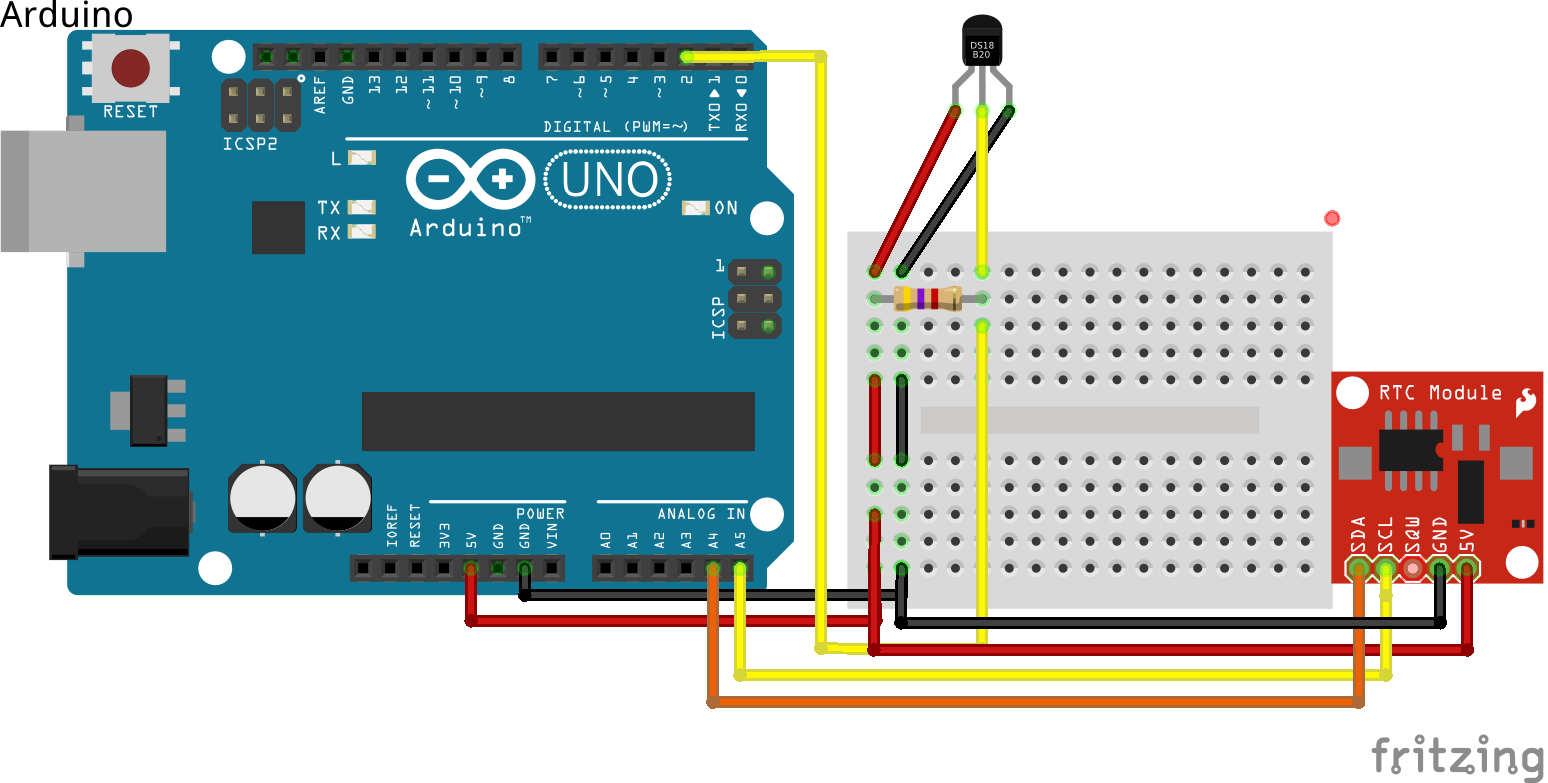 Arduino
DS18
B20
RESET
ICSP2
AREF
GND
13
12
~11
~10
~9
8
7
~6
~5
4
~3
2
TX0▶1
RX0◀0
DIGITAL (PWM=~)
L
TX
RX
UNO
Arduino™
ON
1
ICSP
RTC Module
POWER
ANALOG IN
IOREF
RESET
3V3
5V
GND
GND
VIN
A0
A1
A2
A3
A4
A5
SDA
SCL
SQW
GND
5V
fritzing